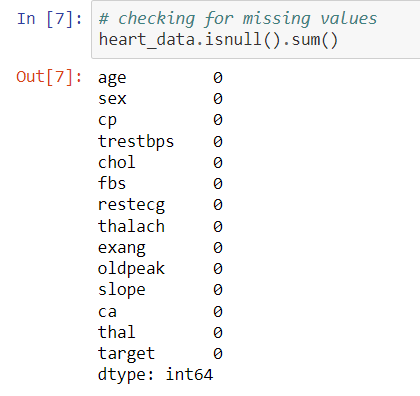 In [7]: # checking for missing values
heart_data.isnull().sum()
Out[7]: age 0
sex 0
cp 0
trestbps 0
chol 0
fbs 0
restecg 0
thalach 0
exang 0
oldpeak 0
slope 0
ca 0
thal 0
target 0
dtype: int64